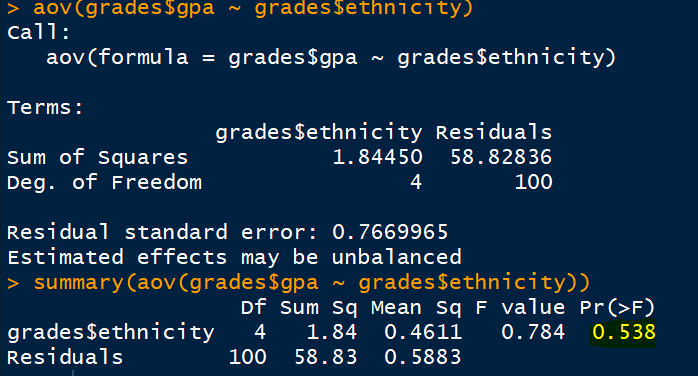 > aov(grades$gpa ~ grades$ethnicity)
Call:
   aov(formula = grades$gpa ~ grades$ethnicity)

Terms:
                grades$ethnicity Residuals
Sum of Squares           1.84450  58.82836
Deg. of Freedom                4       100

Residual standard error: 0.7669965
Estimated effects may be unbalanced
> summary(aov(grades$gpa ~ grades$ethnicity))
                  Df Sum Sq Mean Sq F value Pr(>F)
grades$ethnicity   4   1.84  0.4611   0.784  0.538
Residuals        100  58.83  0.5883